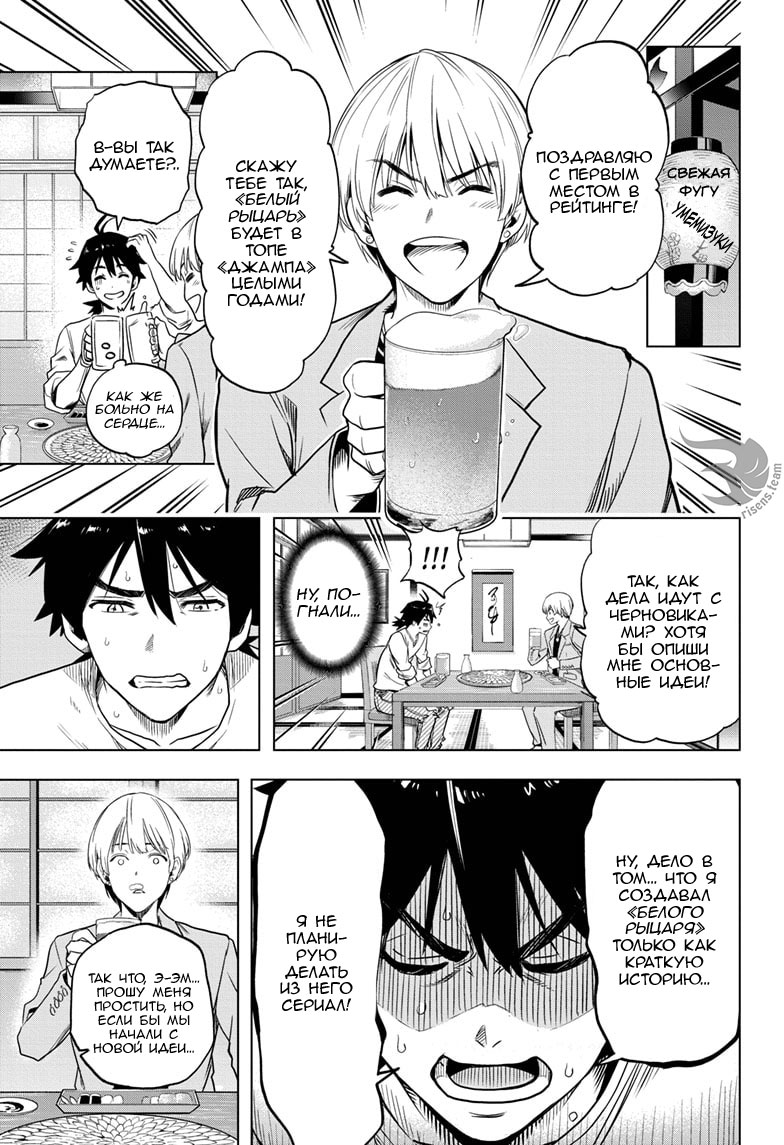 СВЕЖАЯ
ФУГУ
УМЕМИЗУКИ
ПОЗДРАВЛЯЮ
С ПЕРВЫМ
МЕСТОМ В
РЕЙТИНГЕ!
СКАЖУ
ТЕБЕ ТАК,
«БЕЛЫЙ
РЫЦАРЬ»
БУДЕТ В
ТОПЕ
«ДЖАМПА»
ЦЕЛЫМИ
ГОДАМИ!
В-ВЫ ТАК
ДУМАЕТЕ?..
КАК ЖЕ
БОЛЬНО НА
СЕРДЦЕ...
risens.team
ТАК, КАК
ДЕЛА ИДУТ С
ЧЕРНОВИКА-
МИ? ХОТЯ
БЫ ОПИШИ
МНЕ ОСНОВ-
НЫЕ ИДЕИ!
!!!
НУ, ПО-
ГНАЛИ...
НУ, ДЕЛО В
ТОМ... ЧТО Я
СОЗДАВАЛ
«БЕЛОГО
РЫЦАРЯ»
ТОЛЬКО КАК
КРАТКУЮ
ИСТОРИЮ...
Я НЕ
ПЛАНИ-
РУЮ
ДЕЛАТЬ
ИЗ НЕГО
СЕРИАЛ!
ТАК ЧТО, Э-ЭМ...
ПРОШУ МЕНЯ
ПРОСТИТЬ, НО
ЕСЛИ БЫ МЫ
НАЧАЛИ С
НОВОЙ ИДЕИ...